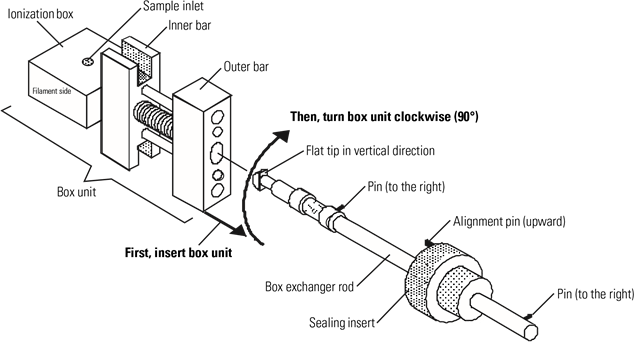 Ionization box
Sample inlet
Inner bar
Outer bar
Filament side
Then, turn box unit clockwise (90°)
Flat tip in vertical direction
Box unit
Pin (to the right)
Alignment pin (upward)
First, insert box unit
Box exchanger rod
Pin (to the right)
Sealing insert